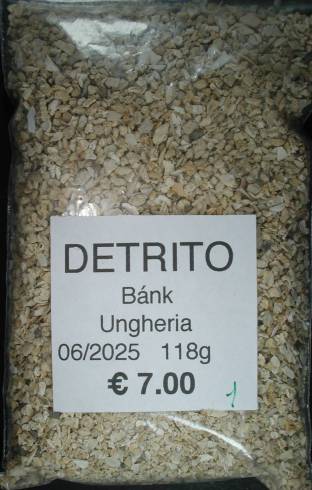 DETRITO
Bánk
Ungheria
06/2025 118g
€ 7.00
1